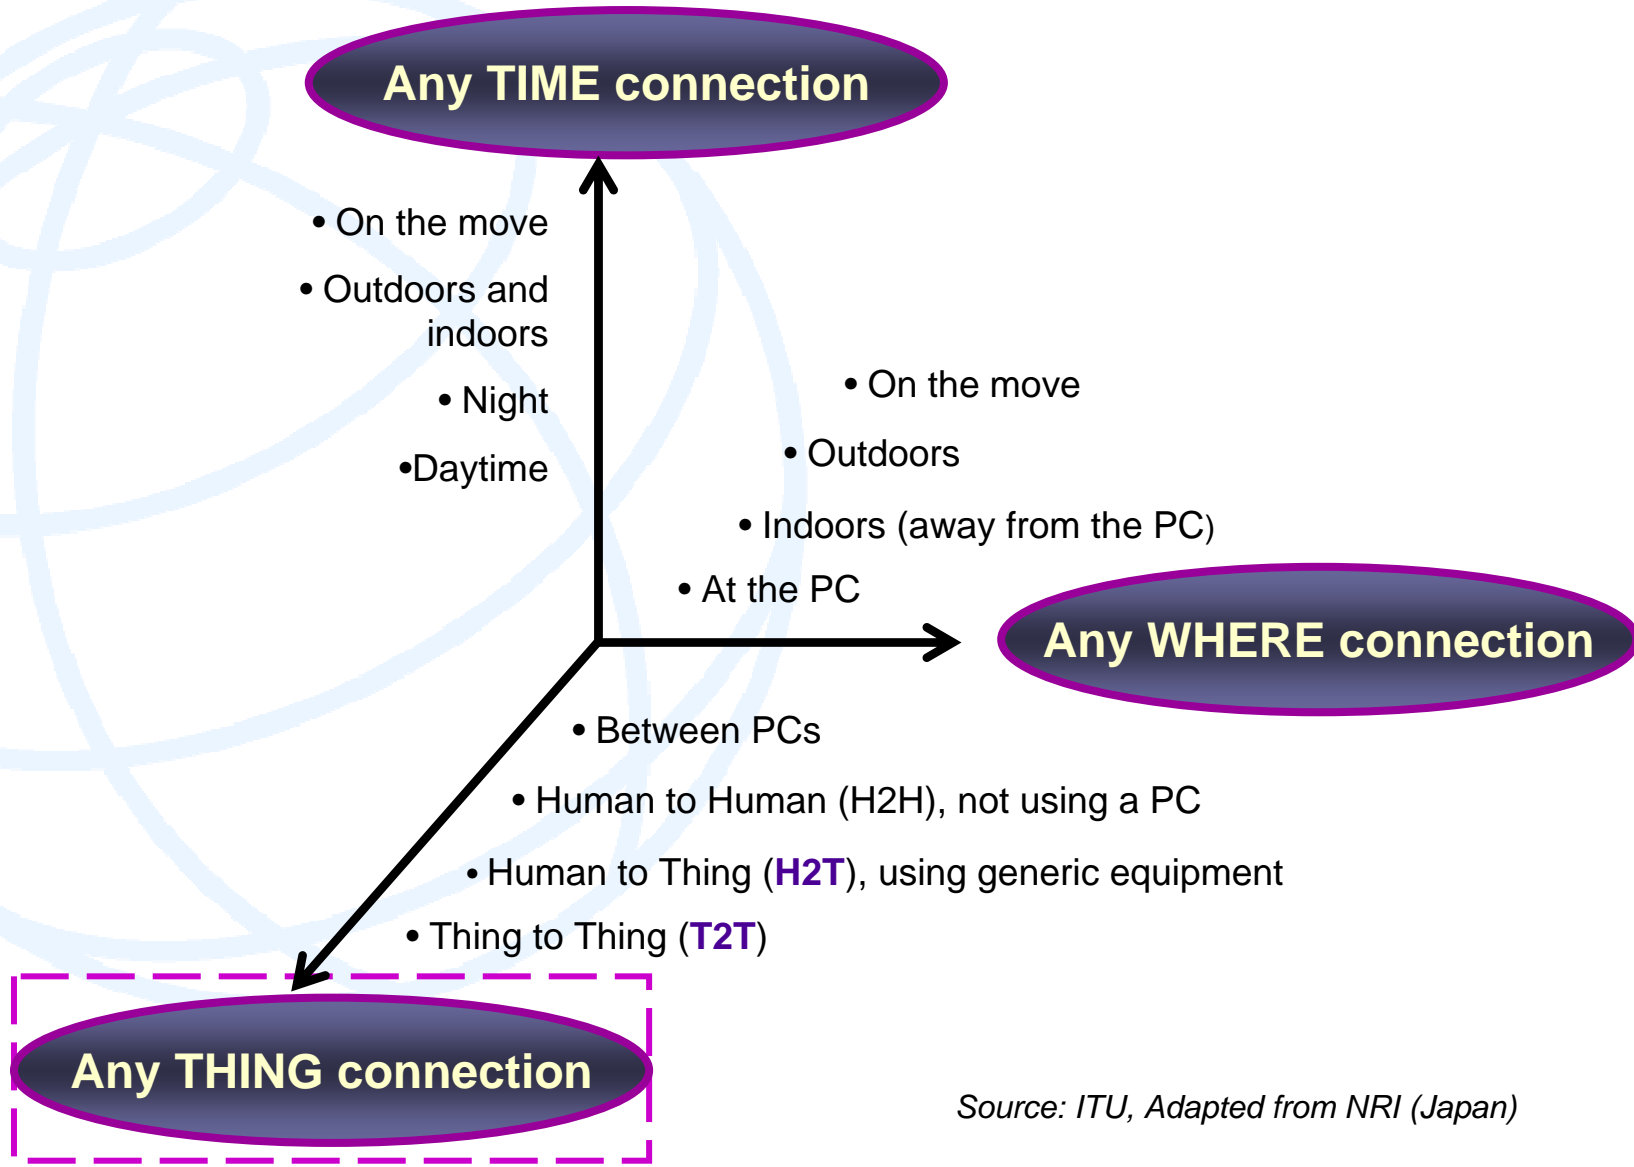 Any TIME connection
• On the move
• Outdoors and
indoors
• Night
•Daytime
• On the move
• Outdoors
• Indoors (away from the PC)
• At the PC
Any WHERE connection
• Between PCs
• Human to Human (H2H), not using a PC
• Human to Thing (H2T), using generic equipment
• Thing to Thing (T2T)
Any THING connection
Source: ITU, Adapted from NRI (Japan)